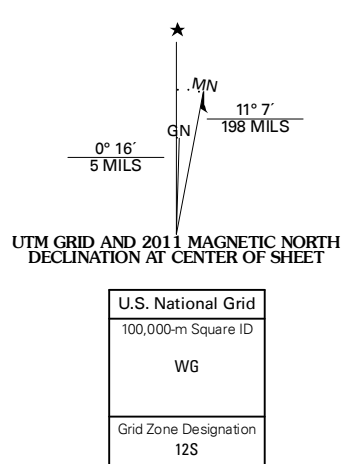 ★
MN
11° 7´
198 MILS
GN
0° 16´
5 MILS
UTM GRID AND 2011 MAGNETIC NORTH
DECLINATION AT CENTER OF SHEET
U.S. National Grid
100,000-m Square ID
WG
Grid Zone Designation
12S